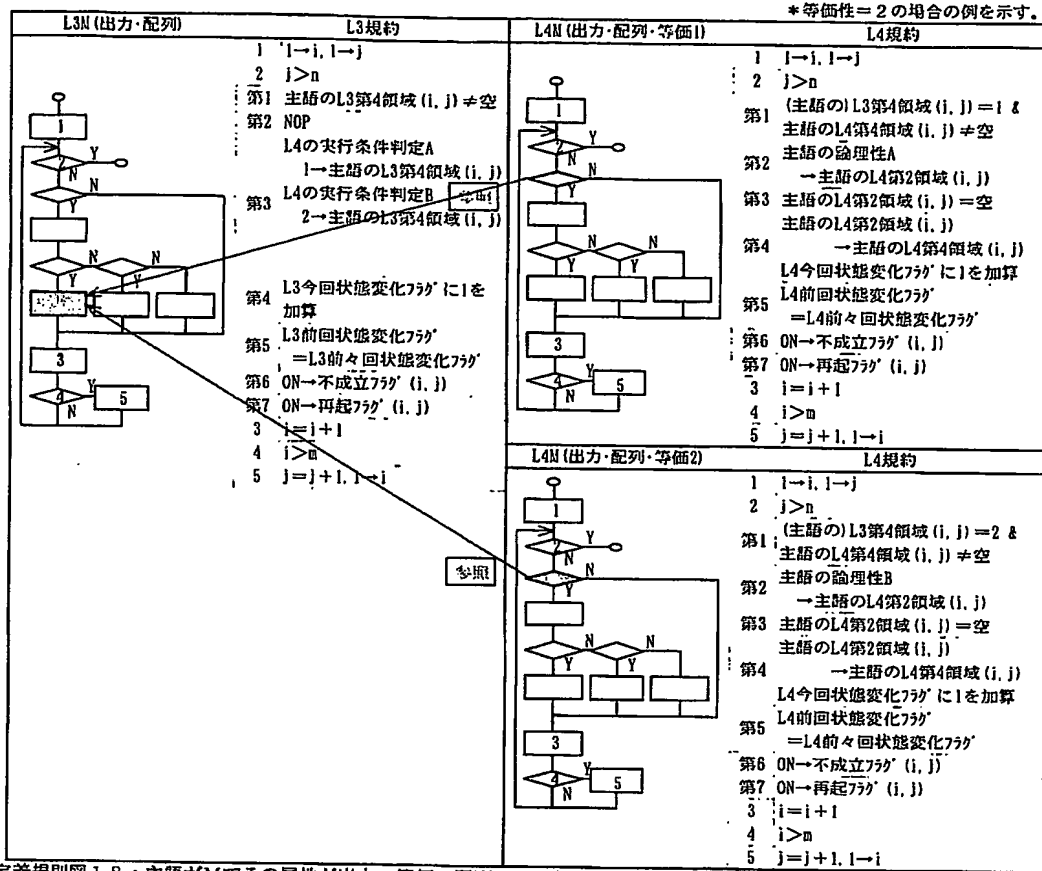 *等価性=2の場合の例を示す。
L3N(出力・配列) L3規約
1 1→i, 1→j
2 j>n
第1 主語のL3第4領域(i, j)≠空
第2 NOP
L4の実行条件判定A
1→主語のL3第4領域(i, j)
第3 L4の実行条件判定B
2→主語のL3第4領域(i, j)
第4 L3今回状態変化フラグに1を
加算
第5 L3前回状態変化フラグ
=L3前々回状態変化フラグ
第6 ON→不成立フラグ(i, j)
第7 ON→再起フラグ(i, j)
3 i=i+1
4 i>m
5 j=j+1, 1→i
1
2
Y
N
N
Y
N
N
Y
Y
3
4
Y
N
5
参照
参照
L4N(出力・配列・等価1) L4規約
1 1→i, 1→j
2 j>n
第1 (主語の)L3第4領域(i, j)=1 &
主語のL4第4領域(i, j)≠空
第2 主語の論理性A
→主語のL4第2領域(i, j)
第3 主語のL4第2領域(i, j)=空
主語のL4第2領域(i, j)
第4 →主語のL4第4領域(i, j)
L4今回状態変化フラグに1を加算
第5 L4前回状態変化フラグ
=L4前々回状態変化フラグ
第6 ON→不成立フラグ(i, j)
第7 ON→再起フラグ(i, j)
3 i=i+1
4 i>m
5 j=j+1, 1→i
1
2
Y
N
N
Y
N
N
Y
Y
3
4
Y
N
5
L4N(出力・配列・等価2) L4規約
1 1→i, 1→j
2 j>n
第1 (主語の)L3第4領域(i, j)=2 &
主語のL4第4領域(i, j)≠空
第2 主語の論理性B
→主語のL4第2領域(i, j)
第3 主語のL4第2領域(i, j)=空
主語のL4第2領域(i, j)
第4 →主語のL4第4領域(i, j)
L4今回状態変化フラグに1を加算
第5 L4前回状態変化フラグ
=L4前々回状態変化フラグ
第6 ON→不成立フラグ(i, j)
第7 ON→再起フラグ(i, j)
3 i=i+1
4 i>m
5 j=j+1, 1→i
1
2
Y
N
N
Y
N
N
Y
Y
3
4
Y
N
5